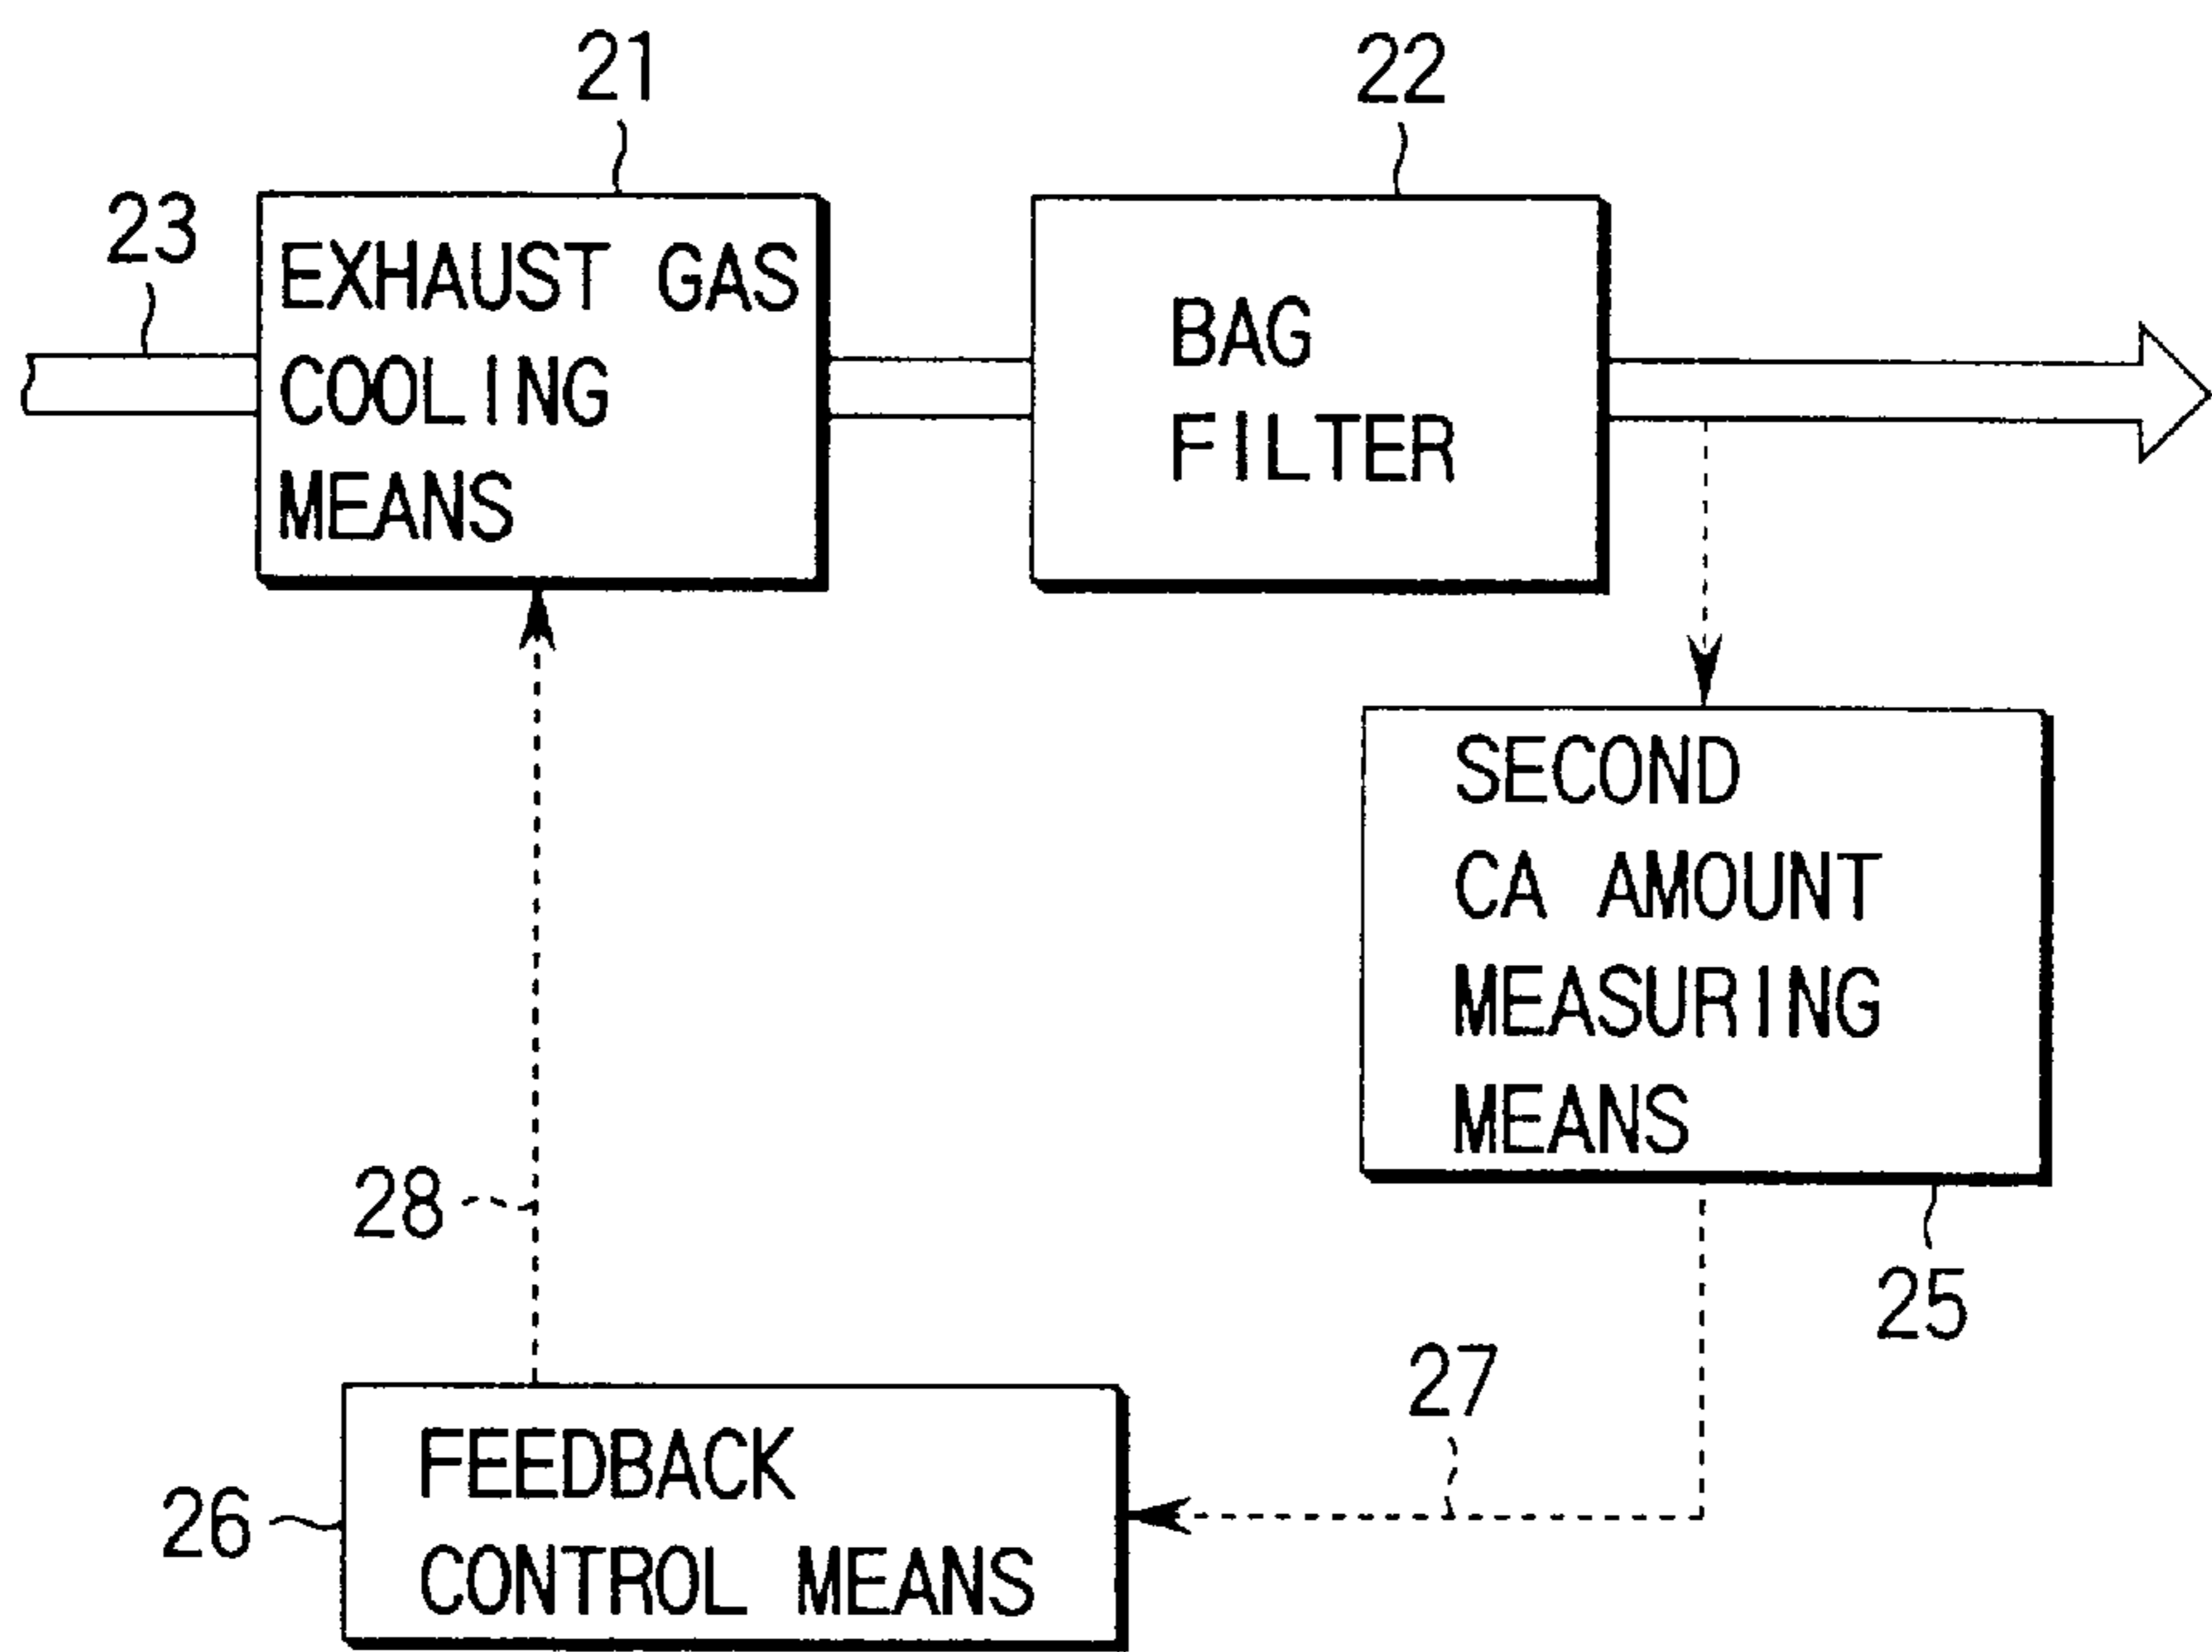 21
22
23
EXHAUST GAS
COOLING
MEANS
BAG
FILTER
SECOND
CA AMOUNT
MEASURING
MEANS
28
25
27
26
FEEDBACK
CONTROL MEANS